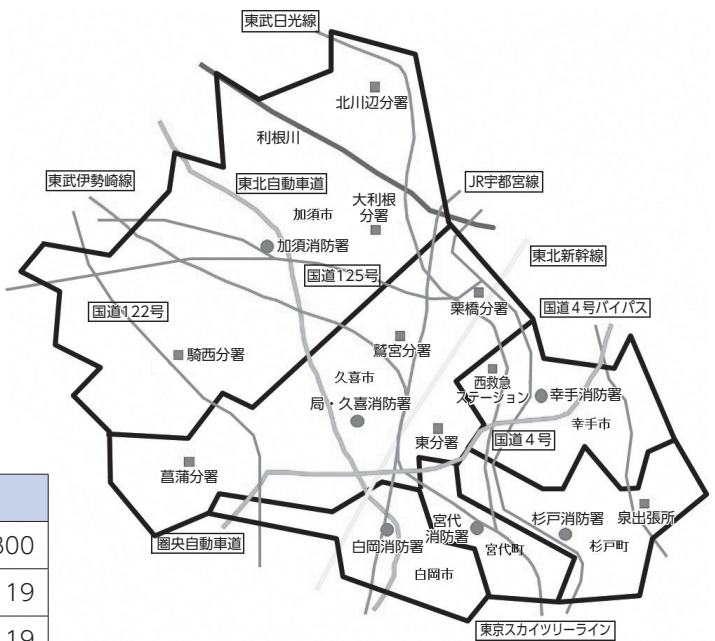 東武日光線
北川辺分署
利根川
東武伊勢崎線
東北自動車道
JR宇都宮線
加須市
大利根
分署
加須消防署
東北新幹線
国道125号
栗橋分署
国道4号バイパス
国道122号
騎西分署
鷲宮分署
久喜市
西救急
ステーション
幸手消防署
局・久喜消防署
幸手市
東分署
国道4号
菖蒲分署
300
119
119
圏央自動車道
白岡消防署
宮代
消防署
宮代町
杉戸消防署
泉出張所
杉戸町
白岡市
東京スカイツリーライン